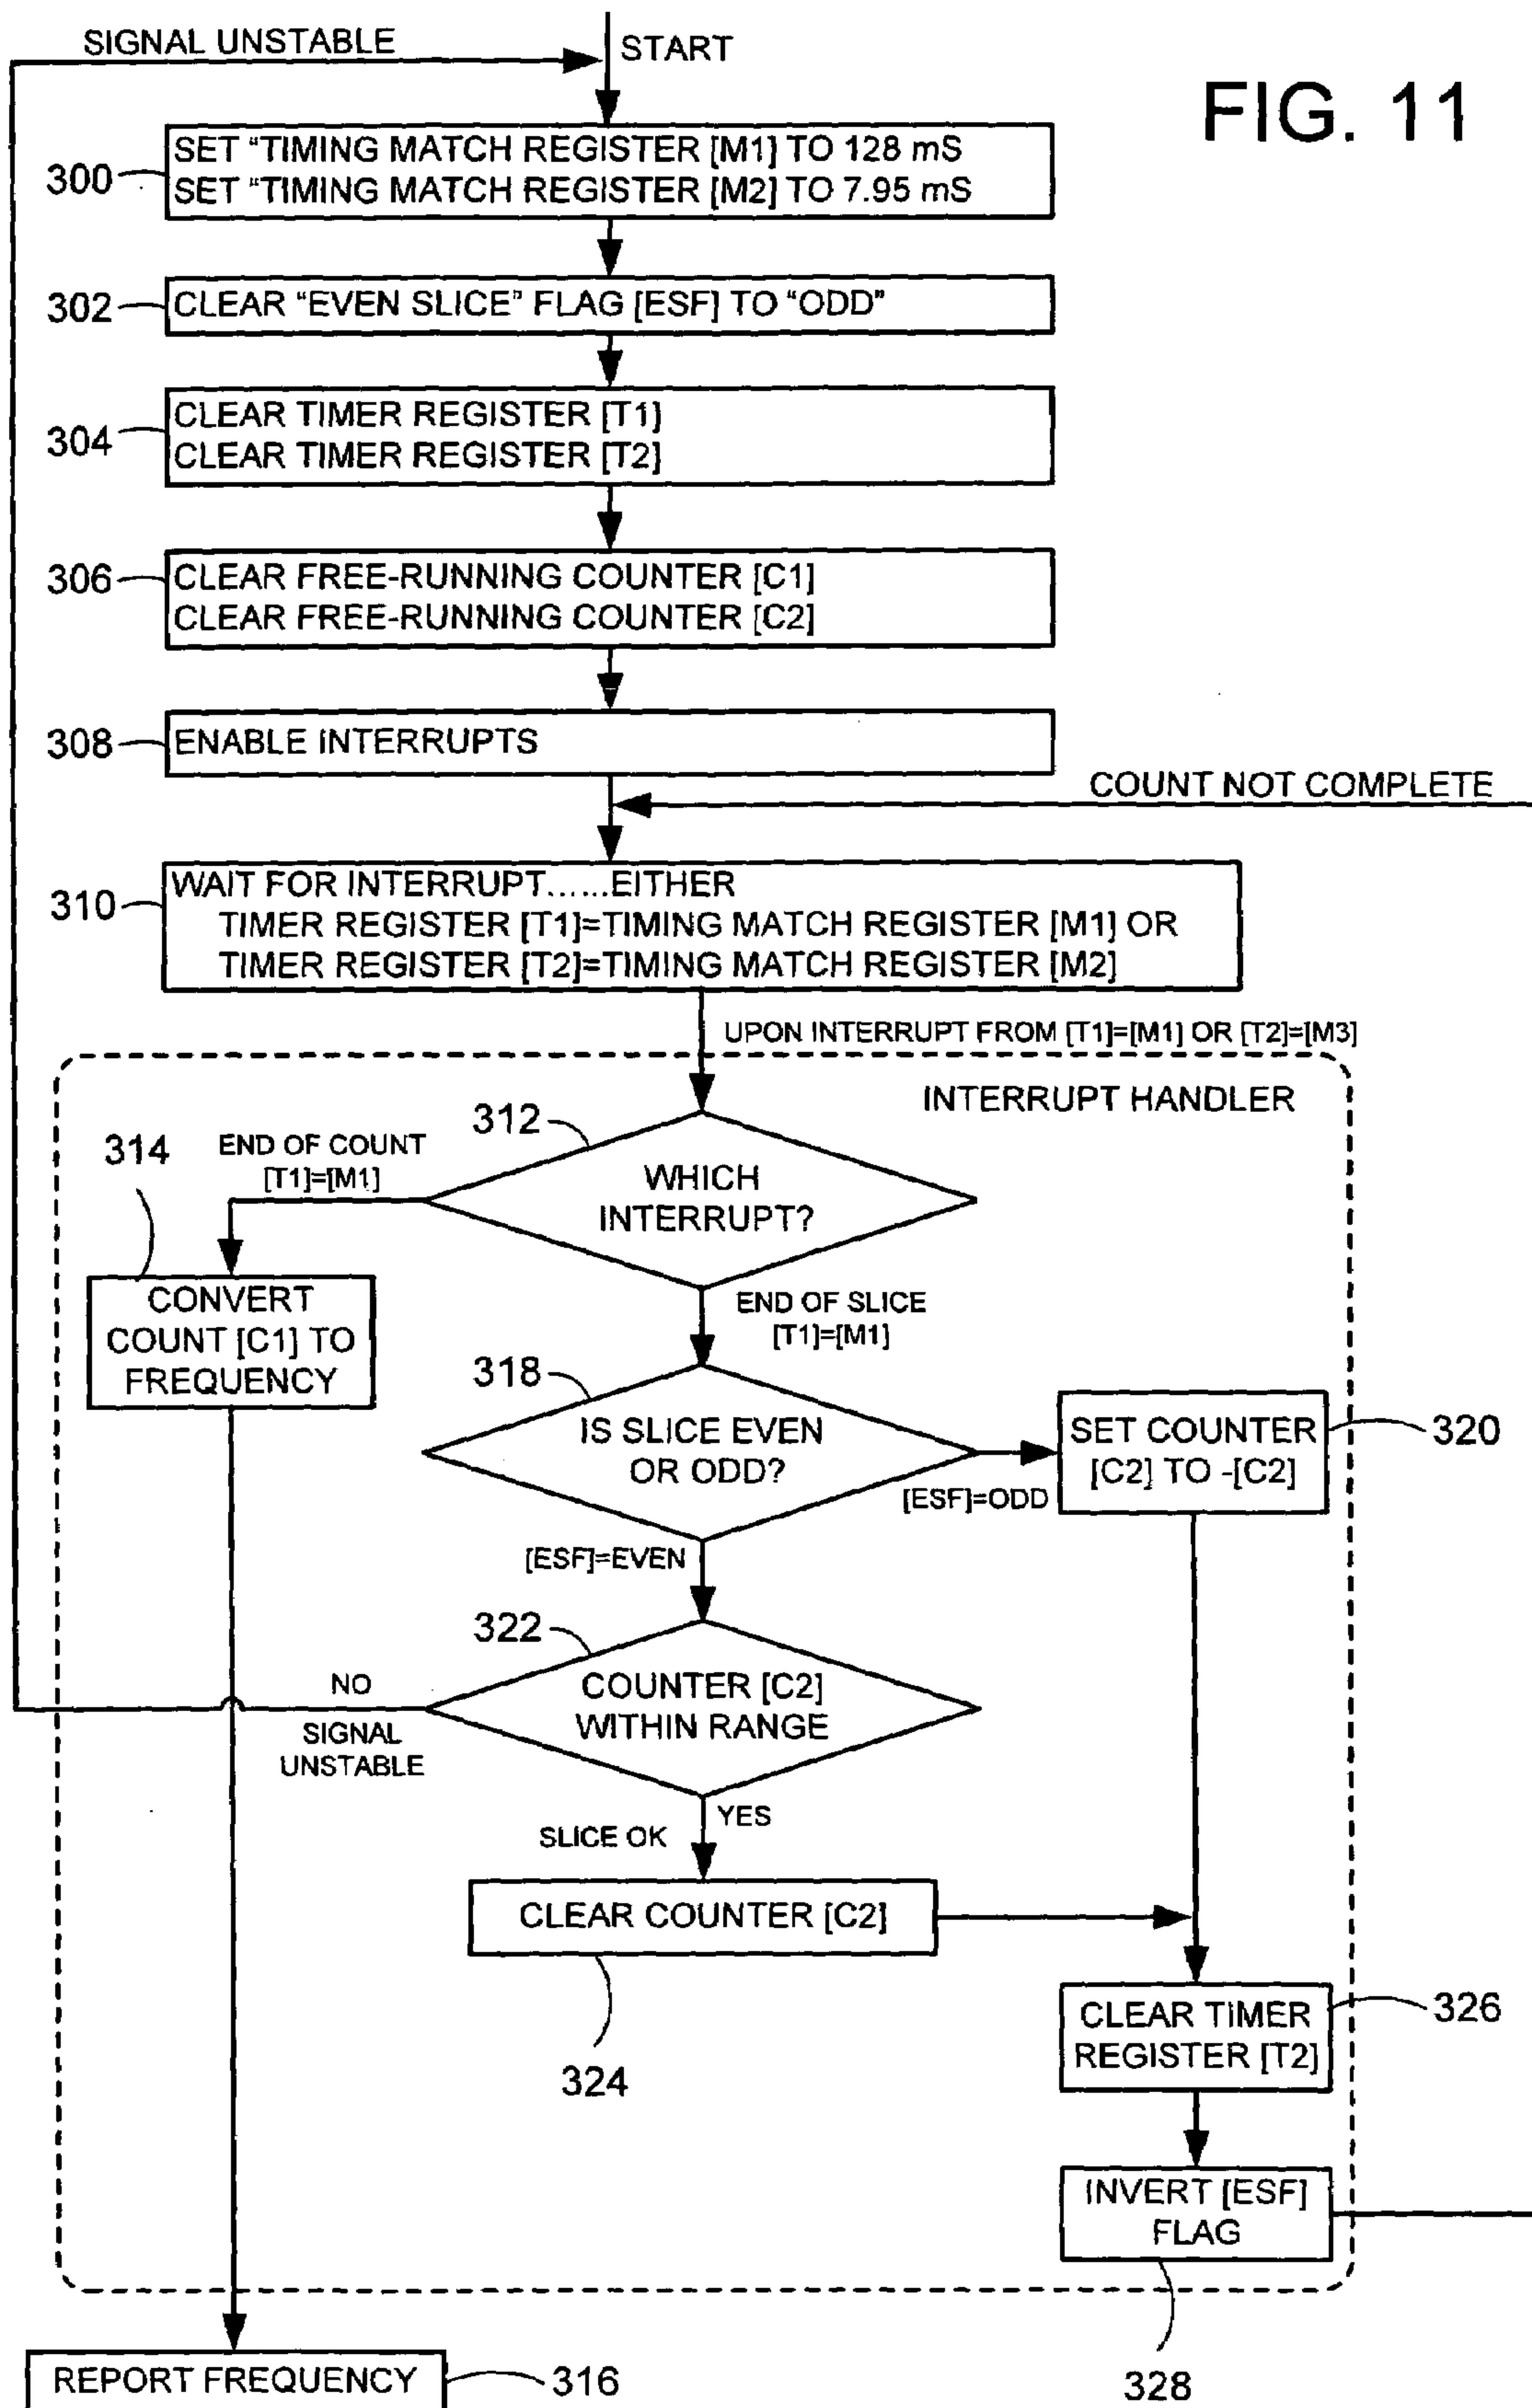 SIGNAL UNSTABLE
START
FIG. 11
300
SET “TIMING MATCH REGISTER [M1] TO 128 mS
SET “TIMING MATCH REGISTER [M2] TO 7.95 mS
302
CLEAR “EVEN SLICE” FLAG [ESF] TO “ODD”
304
CLEAR TIMER REGISTER [T1]
CLEAR TIMER REGISTER [T2]
306
CLEAR FREE-RUNNING COUNTER [C1]
CLEAR FREE-RUNNING COUNTER [C2]
308
ENABLE INTERRUPTS
COUNT NOT COMPLETE
310
WAIT FOR INTERRUPT......EITHER
TIMER REGISTER [T1]=TIMING MATCH REGISTER [M1] OR
TIMER REGISTER [T2]=TIMING MATCH REGISTER [M2]
UPON INTERRUPT FROM [T1]=[M1] OR [T2]=[M3]
INTERRUPT HANDLER
312
WHICH
INTERRUPT?
END OF COUNT
[T1]=[M1]
314
CONVERT
COUNT [C1] TO
FREQUENCY
END OF SLICE
[T1]=[M1]
318
IS SLICE EVEN
OR ODD?
[ESF]=ODD
SET COUNTER
[C2] TO -[C2]
320
[ESF]=EVEN
322
COUNTER [C2]
WITHIN RANGE
NO
SIGNAL
UNSTABLE
YES
SLICE OK
CLEAR COUNTER [C2]
324
CLEAR TIMER
REGISTER [T2]
326
INVERT [ESF]
FLAG
328
REPORT FREQUENCY
316